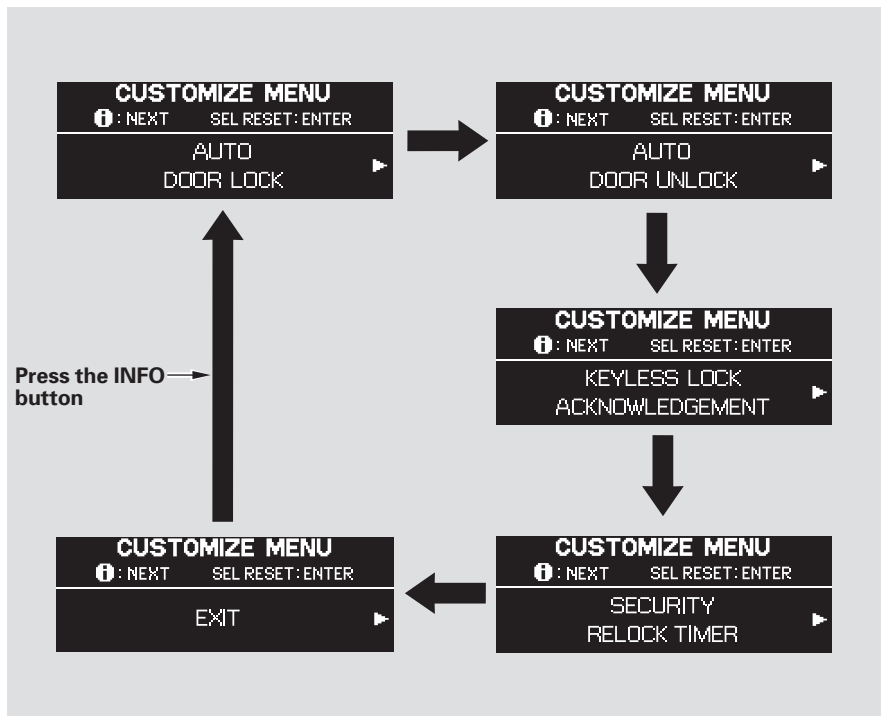 CUSTOMIZE MENU
i : NEXT SEL RESET: ENTER
AUTO
DOOR LOCK
CUSTOMIZE MENU
i : NEXT SEL RESET: ENTER
AUTO
DOOR UNLOCK
CUSTOMIZE MENU
i : NEXT SEL RESET: ENTER
KEYLESS LOCK
ACKNOWLEDGEMENT
Press the INFO
button
CUSTOMIZE MENU
i : NEXT SEL RESET: ENTER
EXIT
CUSTOMIZE MENU
i : NEXT SEL RESET: ENTER
SECURITY
RELOCK TIMER